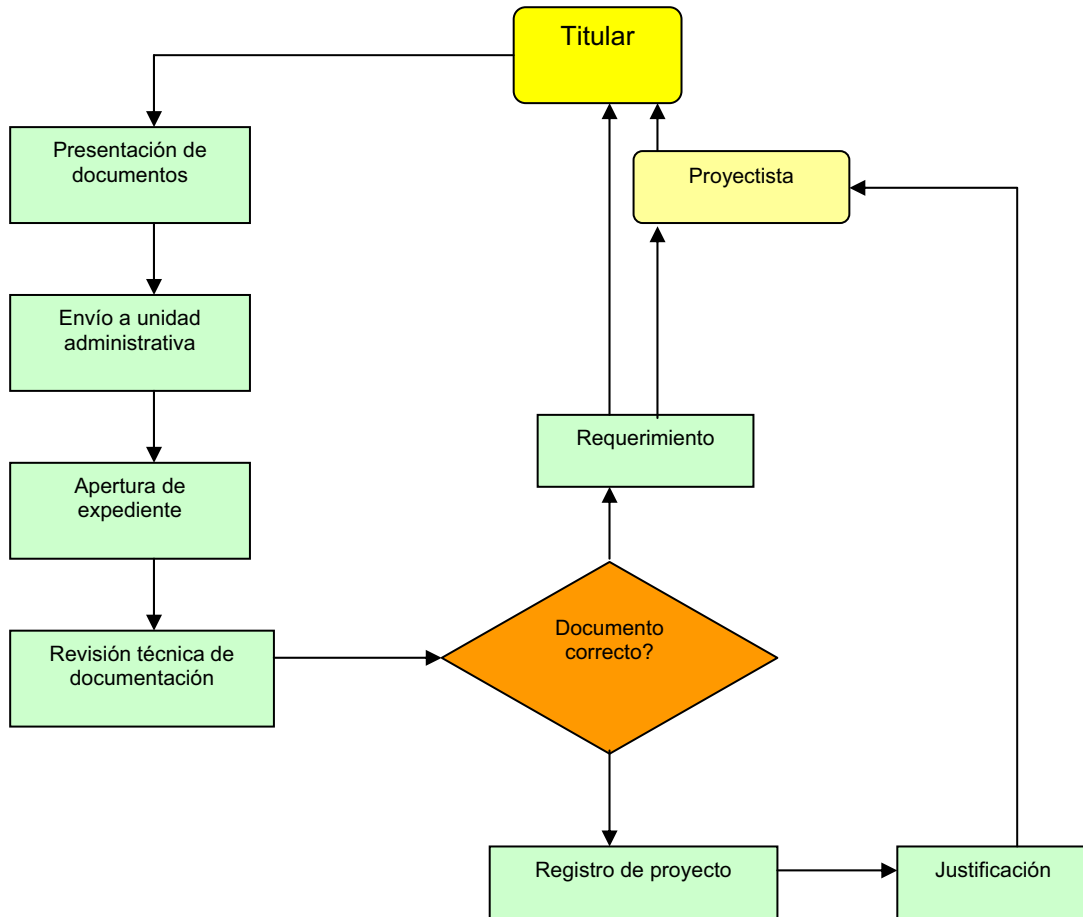 Titular
Presentación de
documentos
Proyectista
Envío a unidad
administrativa
Requerimiento
Apertura de
expediente
Documento
correcto?
Revisión técnica de
documentación
Registro de proyecto
Justificación